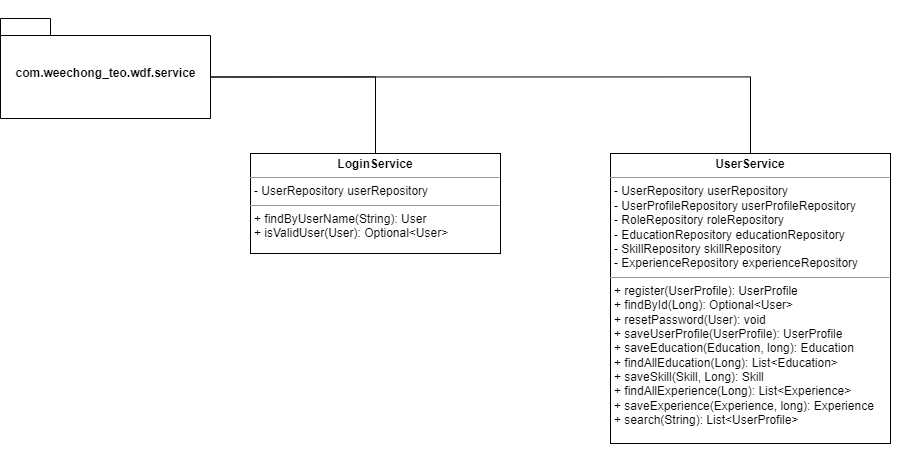 com.weechong_teo.wdf.service
LoginService
- UserRepository userRepository
+ findByUserName(String): User
+ isValidUser(User): Optional<User>
UserService
- UserRepository userRepository
- UserProfileRepository userProfileRepository
- RoleRepository roleRepository
- EducationRepository educationRepository
- SkillRepository skillRepository
- ExperienceRepository experienceRepository
+ register(UserProfile): UserProfile
+ findById(Long): Optional<User>
+ resetPassword(User): void
+ saveUserProfile(UserProfile): UserProfile
+ saveEducation(Education, long): Education
+ findAllEducation(Long): List<Education>
+ saveSkill(Skill, Long): Skill
+ findAllExperience(Long): List<Experience>
+ saveExperience(Experience, long): Experience
+ search(String): List<UserProfile>